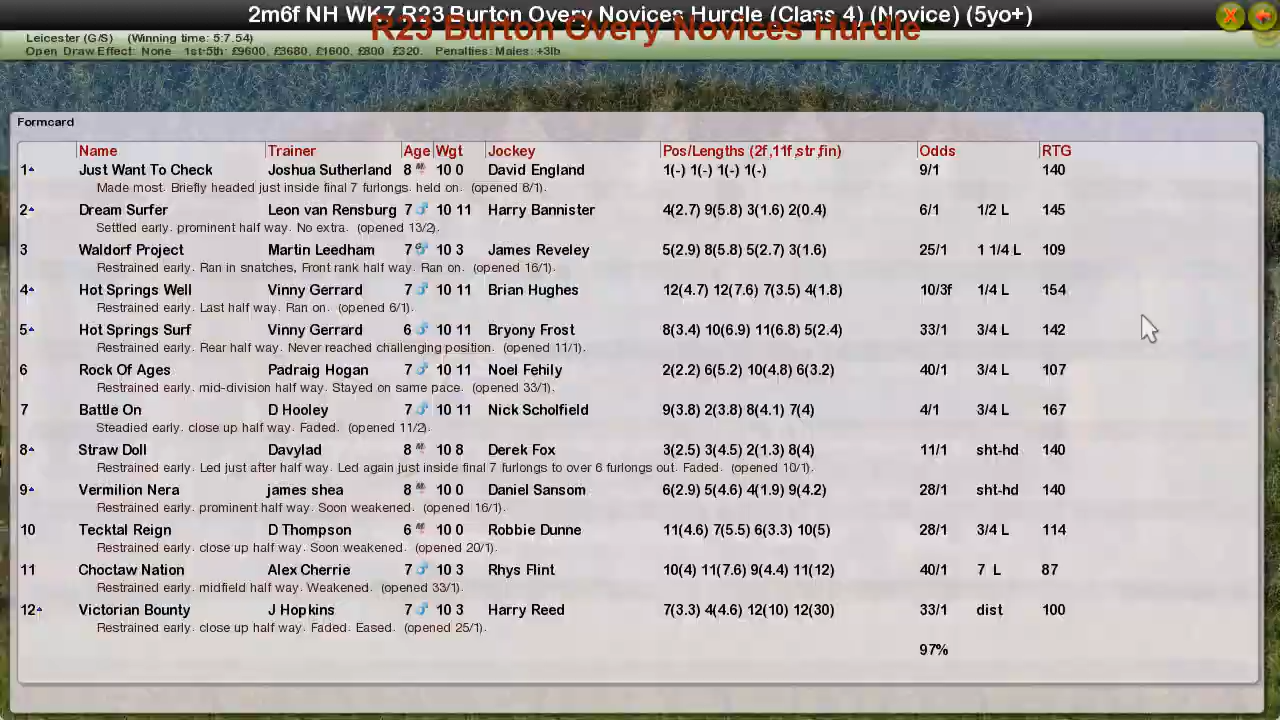 2m6f NH WK7 R23 Burton Overy Novices Hurdle (Class 4) (Novice) (5yo+)
R23 Burton Overy Novices Hurdle
Leicester (G/S) (Winning time: 5:7.54)
Open Draw Effect: None 1st-5th: £9600, £3680, £1600, £800 £320. Penalties: Males: +3lb
Formcard
Name Trainer Age Wgt Jockey Pos/Lengths (2f,11f,str,fin) Odds RTG
1 Just Want To Check Joshua Sutherland 8 10 0 David England 1(-) 1(-) 1(-) 1(-) 9/1 140
Made most. Briefly headed just inside final 7 furlongs. held on. (opened 8/1).
2 Dream Surfer Leon van Rensburg 7 10 11 Harry Bannister 4(2.7) 9(5.8) 3(1.6) 2(0.4) 6/1 1/2 L 145
Settled early. prominent half way. No extra. (opened 13/2).
3 Waldorf Project Martin Leedham 7 10 3 James Reveley 5(2.9) 8(5.8) 5(2.7) 3(1.6) 25/1 1 1/4 L 109
Restrained early. Ran in snatches, Front rank half way. Ran on. (opened 16/1).
4 Hot Springs Well Vinny Gerrard 7 10 11 Brian Hughes 12(4.7) 12(7.6) 7(3.5) 4(1.8) 10/3f 1/4 L 154
Restrained early. Last half way. Ran on. (opened 6/1).
5 Hot Springs Surf Vinny Gerrard 6 10 11 Bryony Frost 8(3.4) 10(6.9) 11(6.8) 5(2.4) 33/1 3/4 L 142
Restrained early. Rear half way. Never reached challenging position. (opened 11/1).
6 Rock Of Ages Padraig Hogan 7 10 11 Noel Fehily 2(2.2) 6(5.2) 10(4.8) 6(3.2) 40/1 3/4 L 107
Restrained early. mid-division half way. Stayed on same pace. (opened 33/1).
7 Battle On D Hooley 7 10 11 Nick Scholfield 9(3.8) 2(3.8) 8(4.1) 7(4) 4/1 3/4 L 167
Steadied early. close up half way. Faded. (opened 11/2).
8 Straw Doll Davylad 8 10 8 Derek Fox 3(2.5) 3(4.5) 2(1.3) 8(4) 11/1 sht-hd 140
Restrained early. Led just after half way. Led again just inside final 7 furlongs to over 6 furlongs out. Faded. (opened 10/1).
9 Vermilion Nera james shea 8 10 0 Daniel Sansom 6(2.9) 5(4.6) 4(1.9) 9(4.2) 28/1 sht-hd 140
Restrained early. prominent half way. Soon weakened. (opened 16/1).
10 Tecktal Reign D Thompson 6 10 0 Robbie Dunne 11(4.6) 7(5.5) 6(3.3) 10(5) 28/1 3/4 L 114
Restrained early. close up half way. Soon weakened. (opened 20/1).
11 Choctaw Nation Alex Cherrie 7 10 3 Rhys Flint 10(4) 11(7.6) 9(4.4) 11(12) 40/1 7 L 87
Restrained early. midfield half way. Weakened. (opened 33/1).
12 Victorian Bounty J Hopkins 7 10 3 Harry Reed 7(3.3) 4(4.6) 12(10) 12(30) 33/1 dist 100
Restrained early. close up half way. Faded. Eased. (opened 25/1).
97%